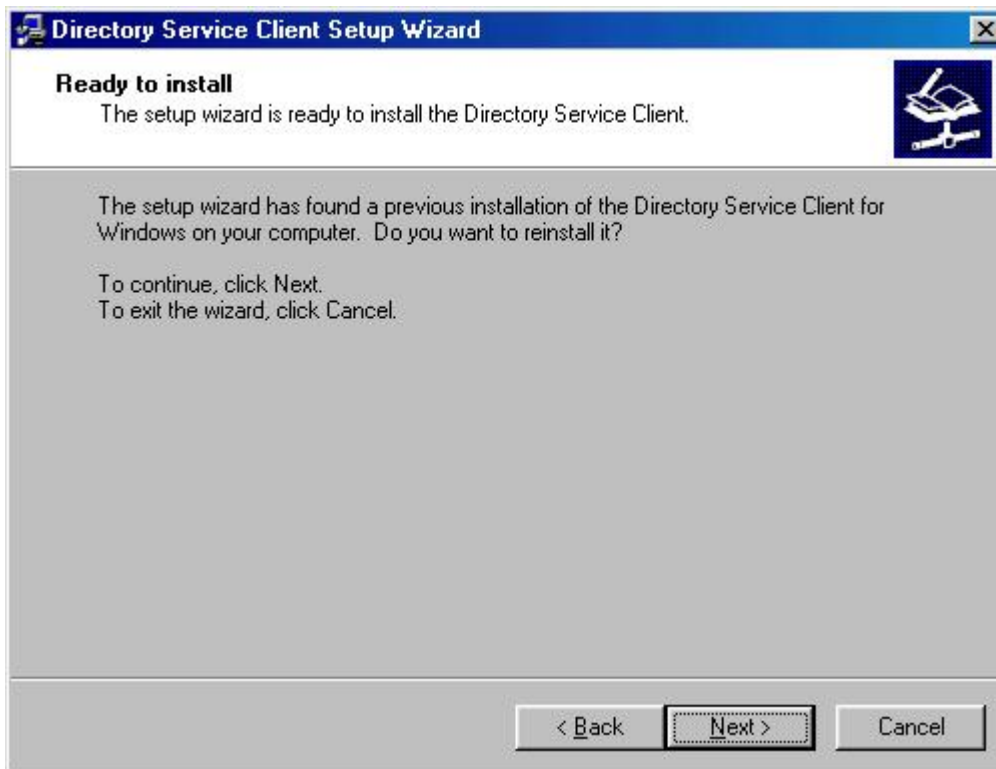 Directory Service Client Setup Wizard
Ready to install
The setup wizard is ready to install the Directory Service Client.
The setup wizard has found a previous installation of the Directory Service Client for
Windows on your computer.  Do you want to reinstall it?
To continue, click Next.
To exit the wizard, click Cancel.
< Back
Next >
Cancel